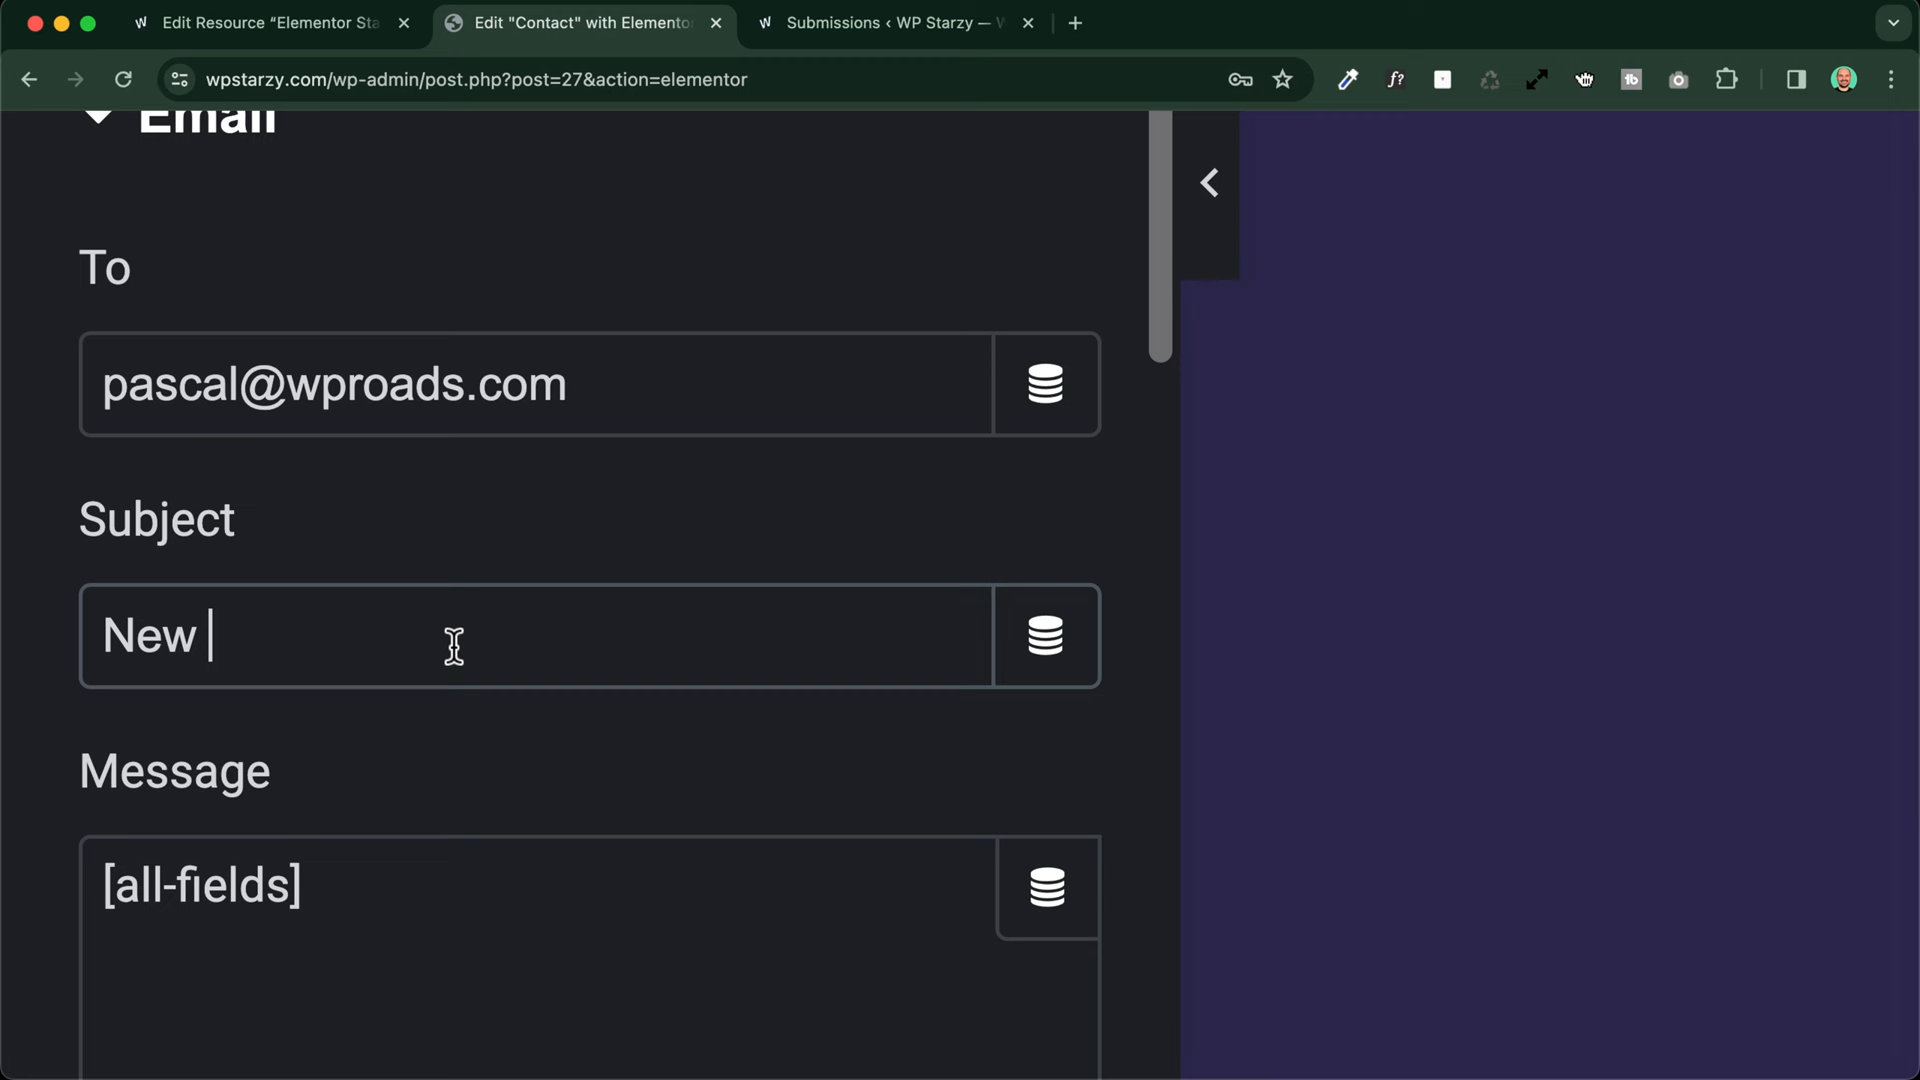 Edit Resource “Elementor Sta
Edit "Contact" with Elemento
Submissions ‹ WP Starzy — W
wpstarzy.com/wp-admin/post.php?post=27&action=elementor
Email
To
pascal@wproads.com
Subject
New
Message
[all-fields]